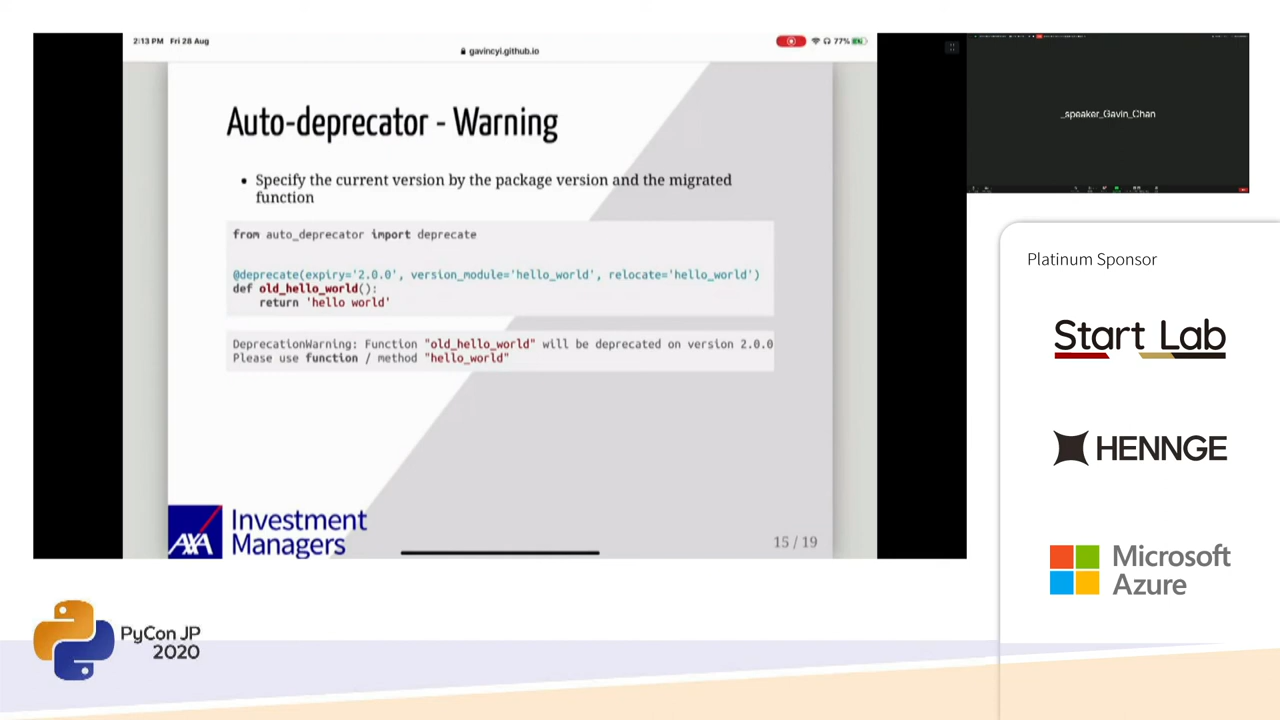 2:13 PM Fri 28 Aug
gavincyi.github.io
77%
Auto-deprecator - Warning
• Specify the current version by the package version and the migrated
function
from auto_deprecator import deprecate
@deprecate(expiry='2.0.0', version_module='hello_world', relocate='hello_world')
def old_hello_world():
return 'hello world'
DeprecationWarning: Function "old_hello_world" will be deprecated on version 2.0.0
Please use function / method "hello_world"
AXA
Investment
Managers
15 / 19
_speaker_Gavin_Chan
Platinum Sponsor
Start Lab
HENNGE
Microsoft
Azure
PyCon JP
2020